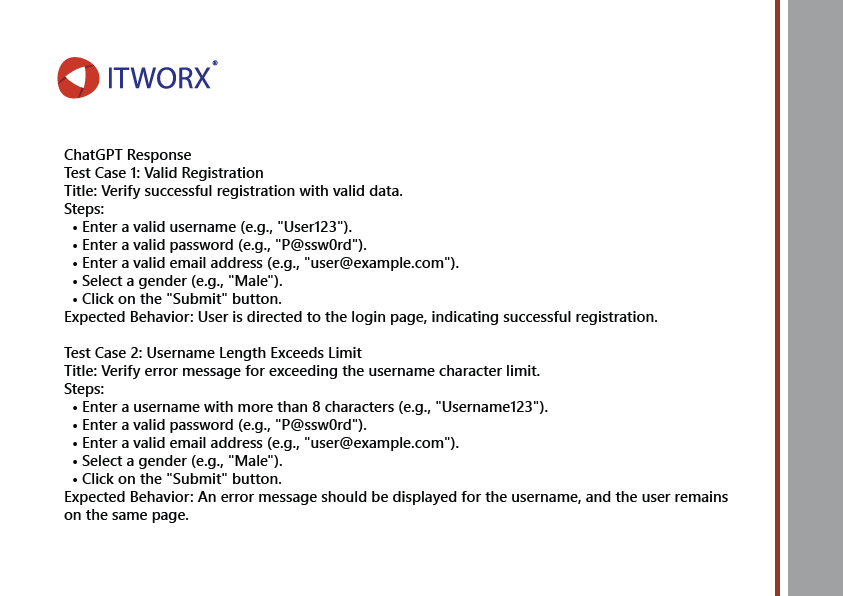 ITWORX®
ChatGPT Response
Test Case 1: Valid Registration
Title: Verify successful registration with valid data.
Steps:
• Enter a valid username (e.g., "User123").
• Enter a valid password (e.g., "P@ssw0rd").
• Enter a valid email address (e.g., "user@example.com").
• Select a gender (e.g., "Male").
• Click on the "Submit" button.
Expected Behavior: User is directed to the login page, indicating successful registration.
Test Case 2: Username Length Exceeds Limit
Title: Verify error message for exceeding the username character limit.
Steps:
• Enter a username with more than 8 characters (e.g., "Username123").
• Enter a valid password (e.g., "P@ssw0rd").
• Enter a valid email address (e.g., "user@example.com").
• Select a gender (e.g., "Male").
• Click on the "Submit" button.
Expected Behavior: An error message should be displayed for the username, and the user remains
on the same page.